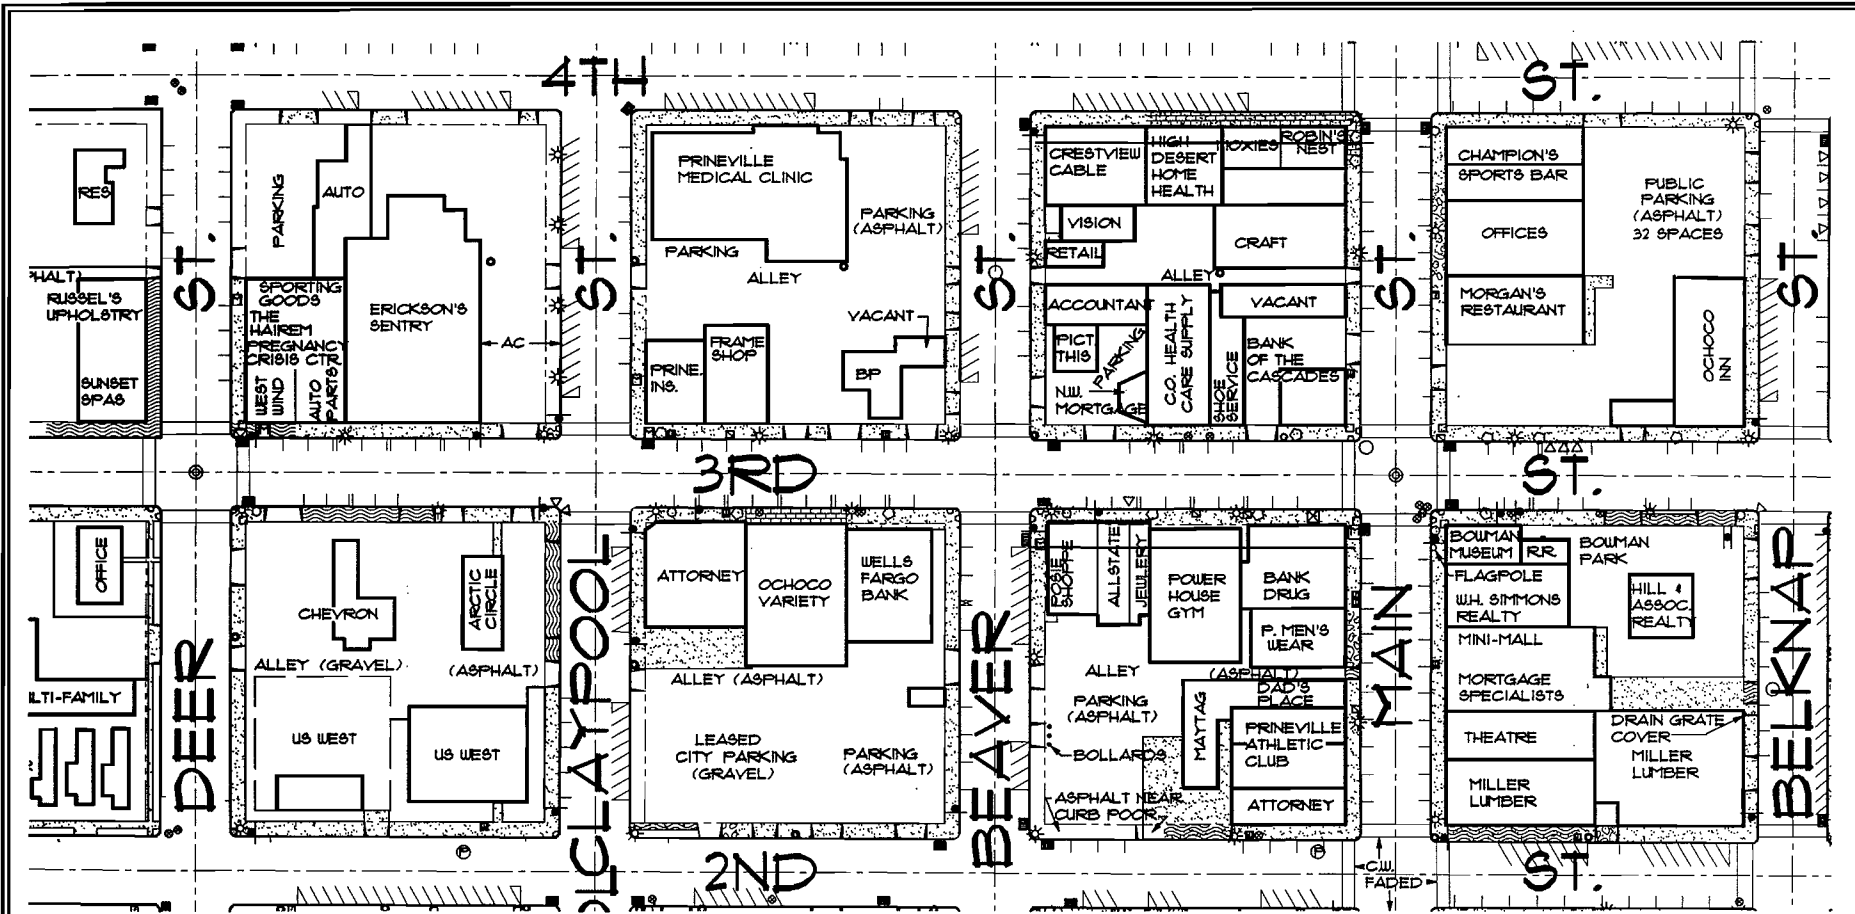 4TH
ST.
RES
PARKING
AUTO
ST.
RUSSEL'S
UPHOLSTRY
SUNSET
SPAS
SPORTING
GOODS
THE
HAIREM
PREGNANCY
CRISIS CTR.
WEST
WIND
AUTO
PARTS
ERICKSON'S
SENTRY
AC
ST.
PRINEVILLE
MEDICAL CLINIC
PARKING
(ASPHALT)
PARKING
ALLEY
VACANT
BP
PRINE.
INS.
FRAME
SHOP
ST.
CRESTVIEW
CABLE
HIGH
DESERT
HOME
HEALTH
ROBIN'S
NEST
VISION
RETAIL
CRAFT
ALLEY
ACCOUNTANT
VACANT
PICT
THIS
PARKING
N.W.
MORTGAGE
C.O. HEALTH
CARE SUPPLY
SHOE
SERVICE
BANK
OF THE
CASCADES
ST.
CHAMPION'S
SPORTS BAR
OFFICES
MORGAN'S
RESTAURANT
PUBLIC
PARKING
(ASPHALT)
32 SPACES
OCHOCO
INN
ST.
3RD
ST.
OFFICE
DEER
CHEVRON
ARCTIC
CIRCLE
ALLEY (GRAVEL)
(ASPHALT)
US WEST
US WEST
CLAYPOOL
ATTORNEY
OCHOCO
VARIETY
WELLS
FARGO
BANK
ALLEY (ASPHALT)
LEASED
CITY PARKING
(GRAVEL)
PARKING
(ASPHALT)
BEAVER
POSIE
SHOPPE
ALLSTATE
JEWLERY
POWER
HOUSE
GYM
BANK
DRUG
P. MEN'S
WEAR
ALLEY
(ASPHALT)
PARKING
(ASPHALT)
BOLLARDS
MAYTAG
DAD'S
PLACE
PRINEVILLE
ATHLETIC
CLUB
ASPHALT NEAR
CURB POOR
ATTORNEY
MAIN
BOWMAN
MUSEUM
R.R.
BOWMAN
PARK
FLAGPOLE
W.H. SIMMONS
REALTY
HILL &
ASSOC.
REALTY
MINI-MALL
MORTGAGE
SPECIALISTS
DRAIN GRATE
COVER
THEATRE
MILLER
LUMBER
MILLER
LUMBER
BELKNAP
2ND
C.W.
FADED
ST.